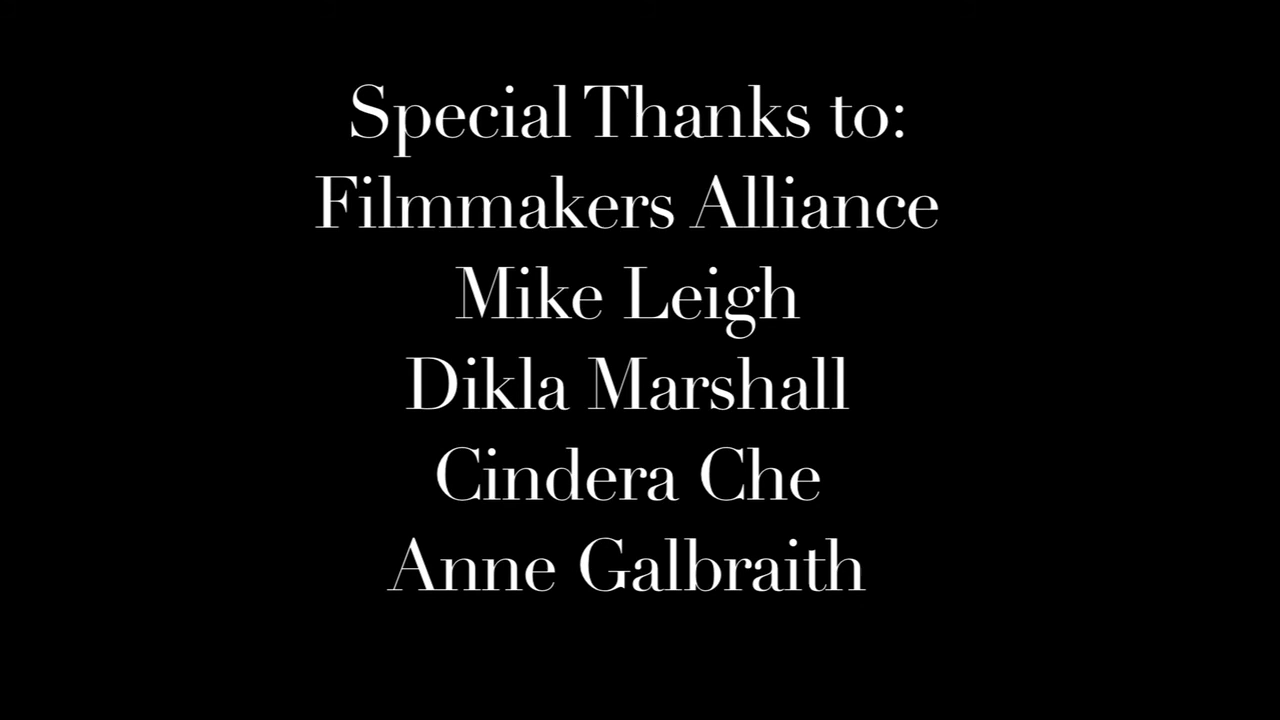 Special Thanks to:
Filmmakers Alliance
Mike Leigh
Dikla Marshall
Cindera Che
Anne Galbraith